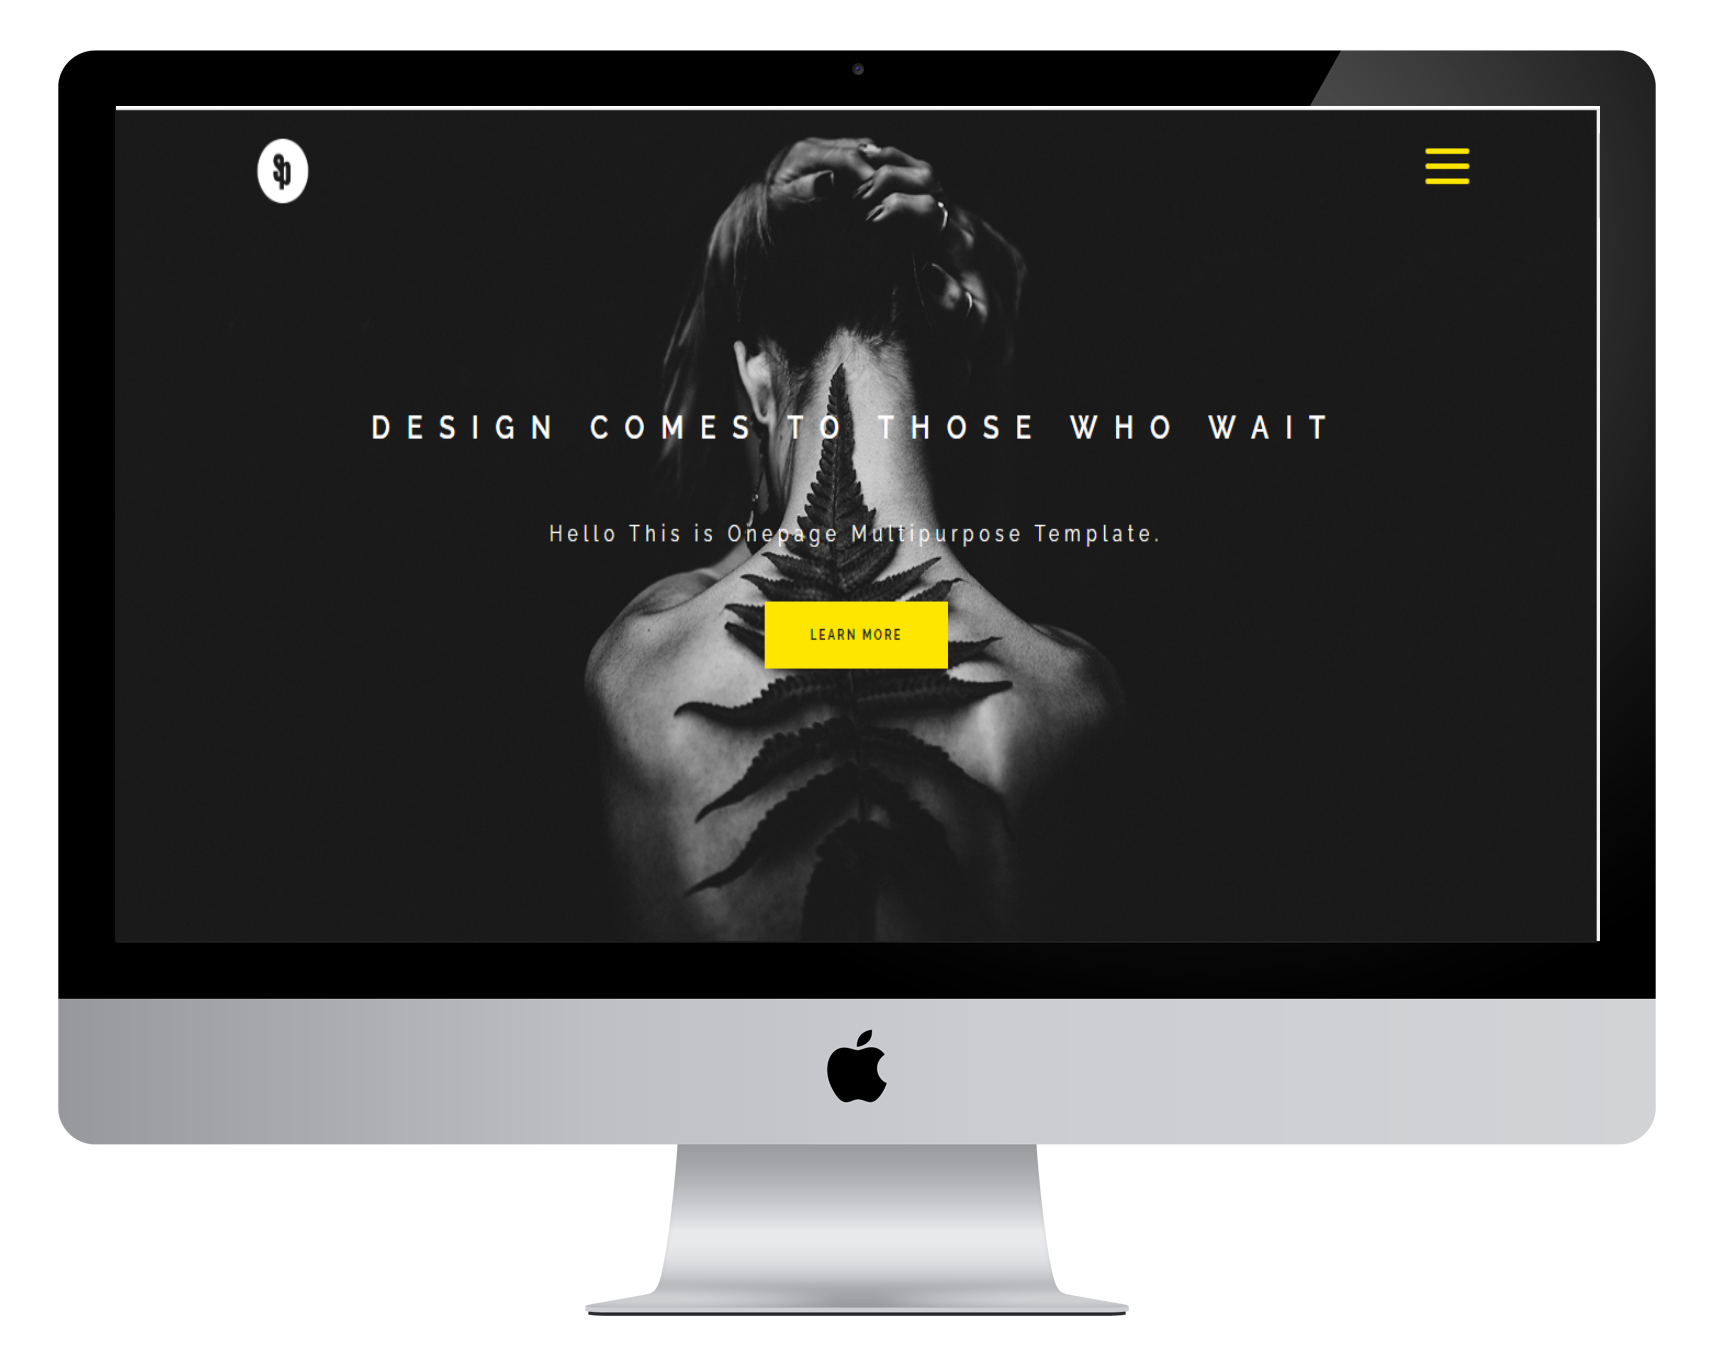 Sp
DESIGN COMES TO THOSE WHO WAIT
Hello This is Onepage Multipurpose Template.
LEARN MORE